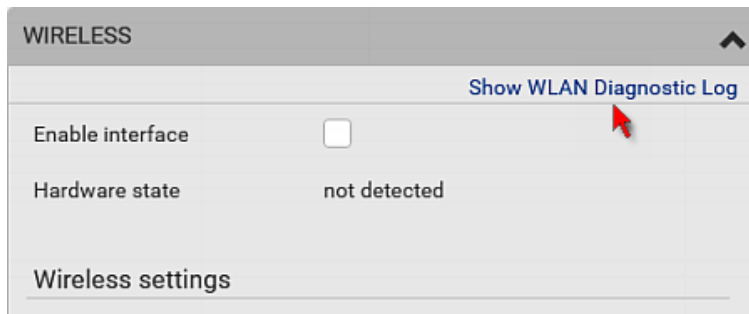 WIRELESS
Show WLAN Diagnostic Log
Enable interface
Hardware state not detected
Wireless settings